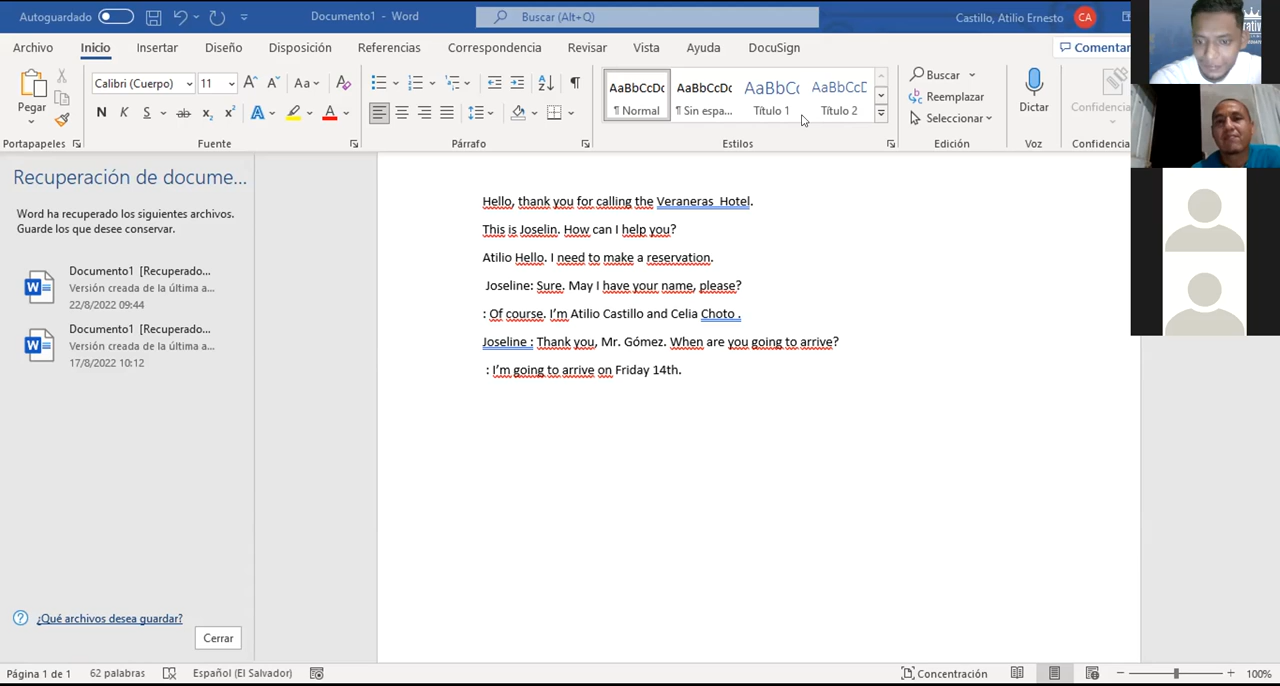 Autoguardado
Documento1 - Word
Buscar (Alt+Q)
Castillo, Atilio Ernesto
CA
Archivo
Inicio
Insertar
Diseño
Disposición
Referencias
Correspondencia
Revisar
Vista
Ayuda
DocuSign
Comentar
Pegar
Calibri (Cuerpo)
11
Aa
N K S ab x₂ x²
AaBbCcDc
¶ Normal
AaBbCcDc
¶ Sin espa...
AaBbCc
Título 1
AaBbCcD
Título 2
Buscar
Reemplazar
Seleccionar
Dictar
Confidencia
Portapapeles
Fuente
Párrafo
Estilos
Edición
Voz
Confidencia
Recuperación de docume...
Word ha recuperado los siguientes archivos.
Guarde los que desee conservar.
Documento1 [Recuperado...
Versión creada de la última a...
22/8/2022 09:44
Documento1 [Recuperado...
Versión creada de la última a...
17/8/2022 10:12
¿Qué archivos desea guardar?
Cerrar
Hello, thank you for calling the Veraneras Hotel.
This is Joselin. How can I help you?
Atilio Hello. I need to make a reservation.
Joseline: Sure. May I have your name, please?
: Of course. I'm Atilio Castillo and Celia Choto .
Joseline : Thank you, Mr. Gómez. When are you going to arrive?
: I'm going to arrive on Friday 14th.
Página 1 de 1
62 palabras
Español (El Salvador)
Concentración
100%